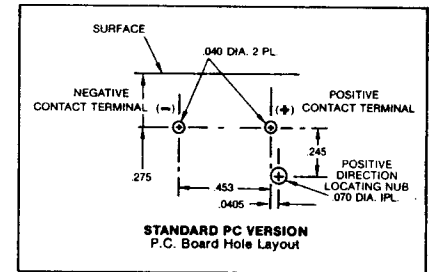 SURFACE
.040 DIA. 2 PL
NEGATIVE
CONTACT TERMINAL (−)
POSITIVE
(+) CONTACT TERMINAL
.275
.453
.0405
.245
POSITIVE
DIRECTION
LOCATING NUB
.070 DIA. IPL.
STANDARD PC VERSION
P.C. Board Hole Layout